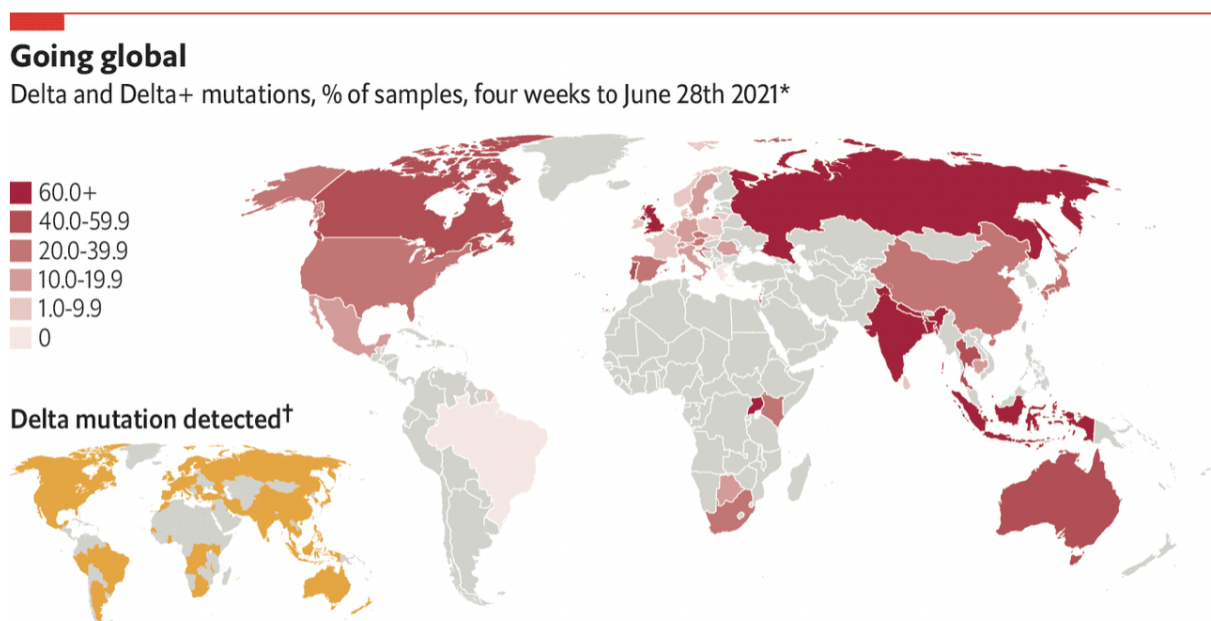 Going global
Delta and Delta+ mutations, % of samples, four weeks to June 28th 2021*
60.0+
40.0-59.9
20.0-39.9
10.0-19.9
1.0-9.9
0
Delta mutation detected†